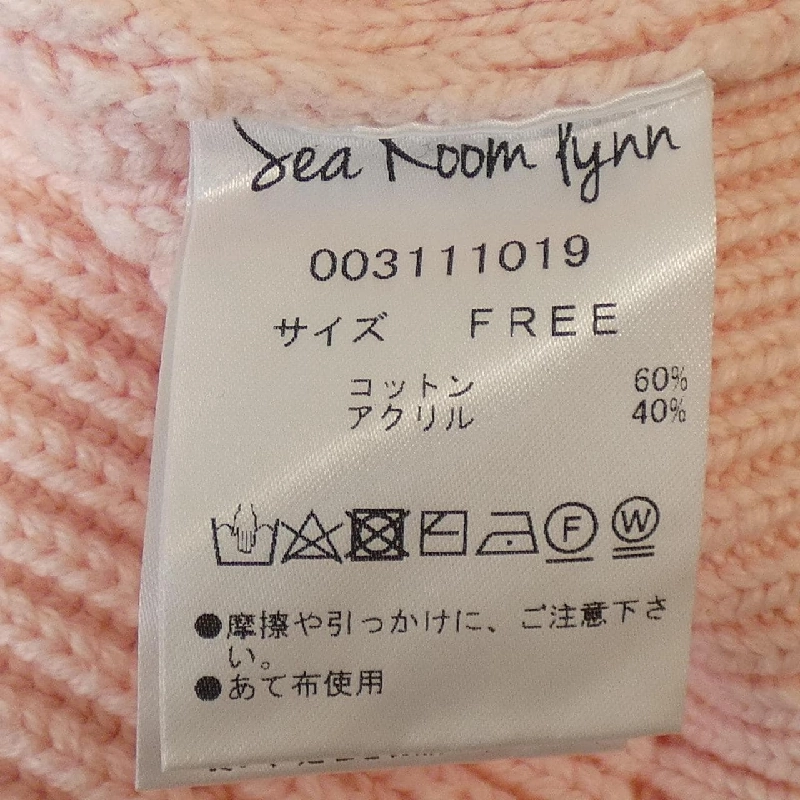 Sea Room lynn
003111019
サイズ FREE
コットン 60%
アクリル 40%
F W
●摩擦や引っかけに、ご注意下さ
い。
●あて布使用